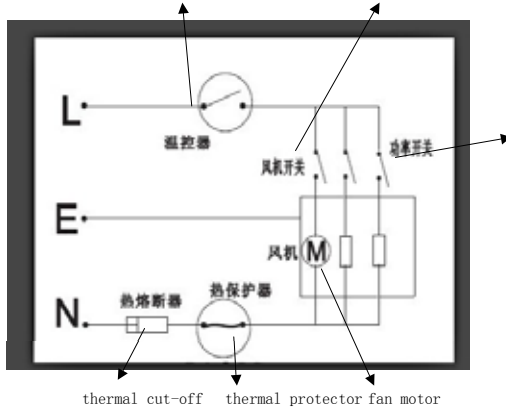 L
温控器
风机开关 功率开关
E
风机 M
热熔断器 热保护器
N
thermal cut-off thermal protector fan motor